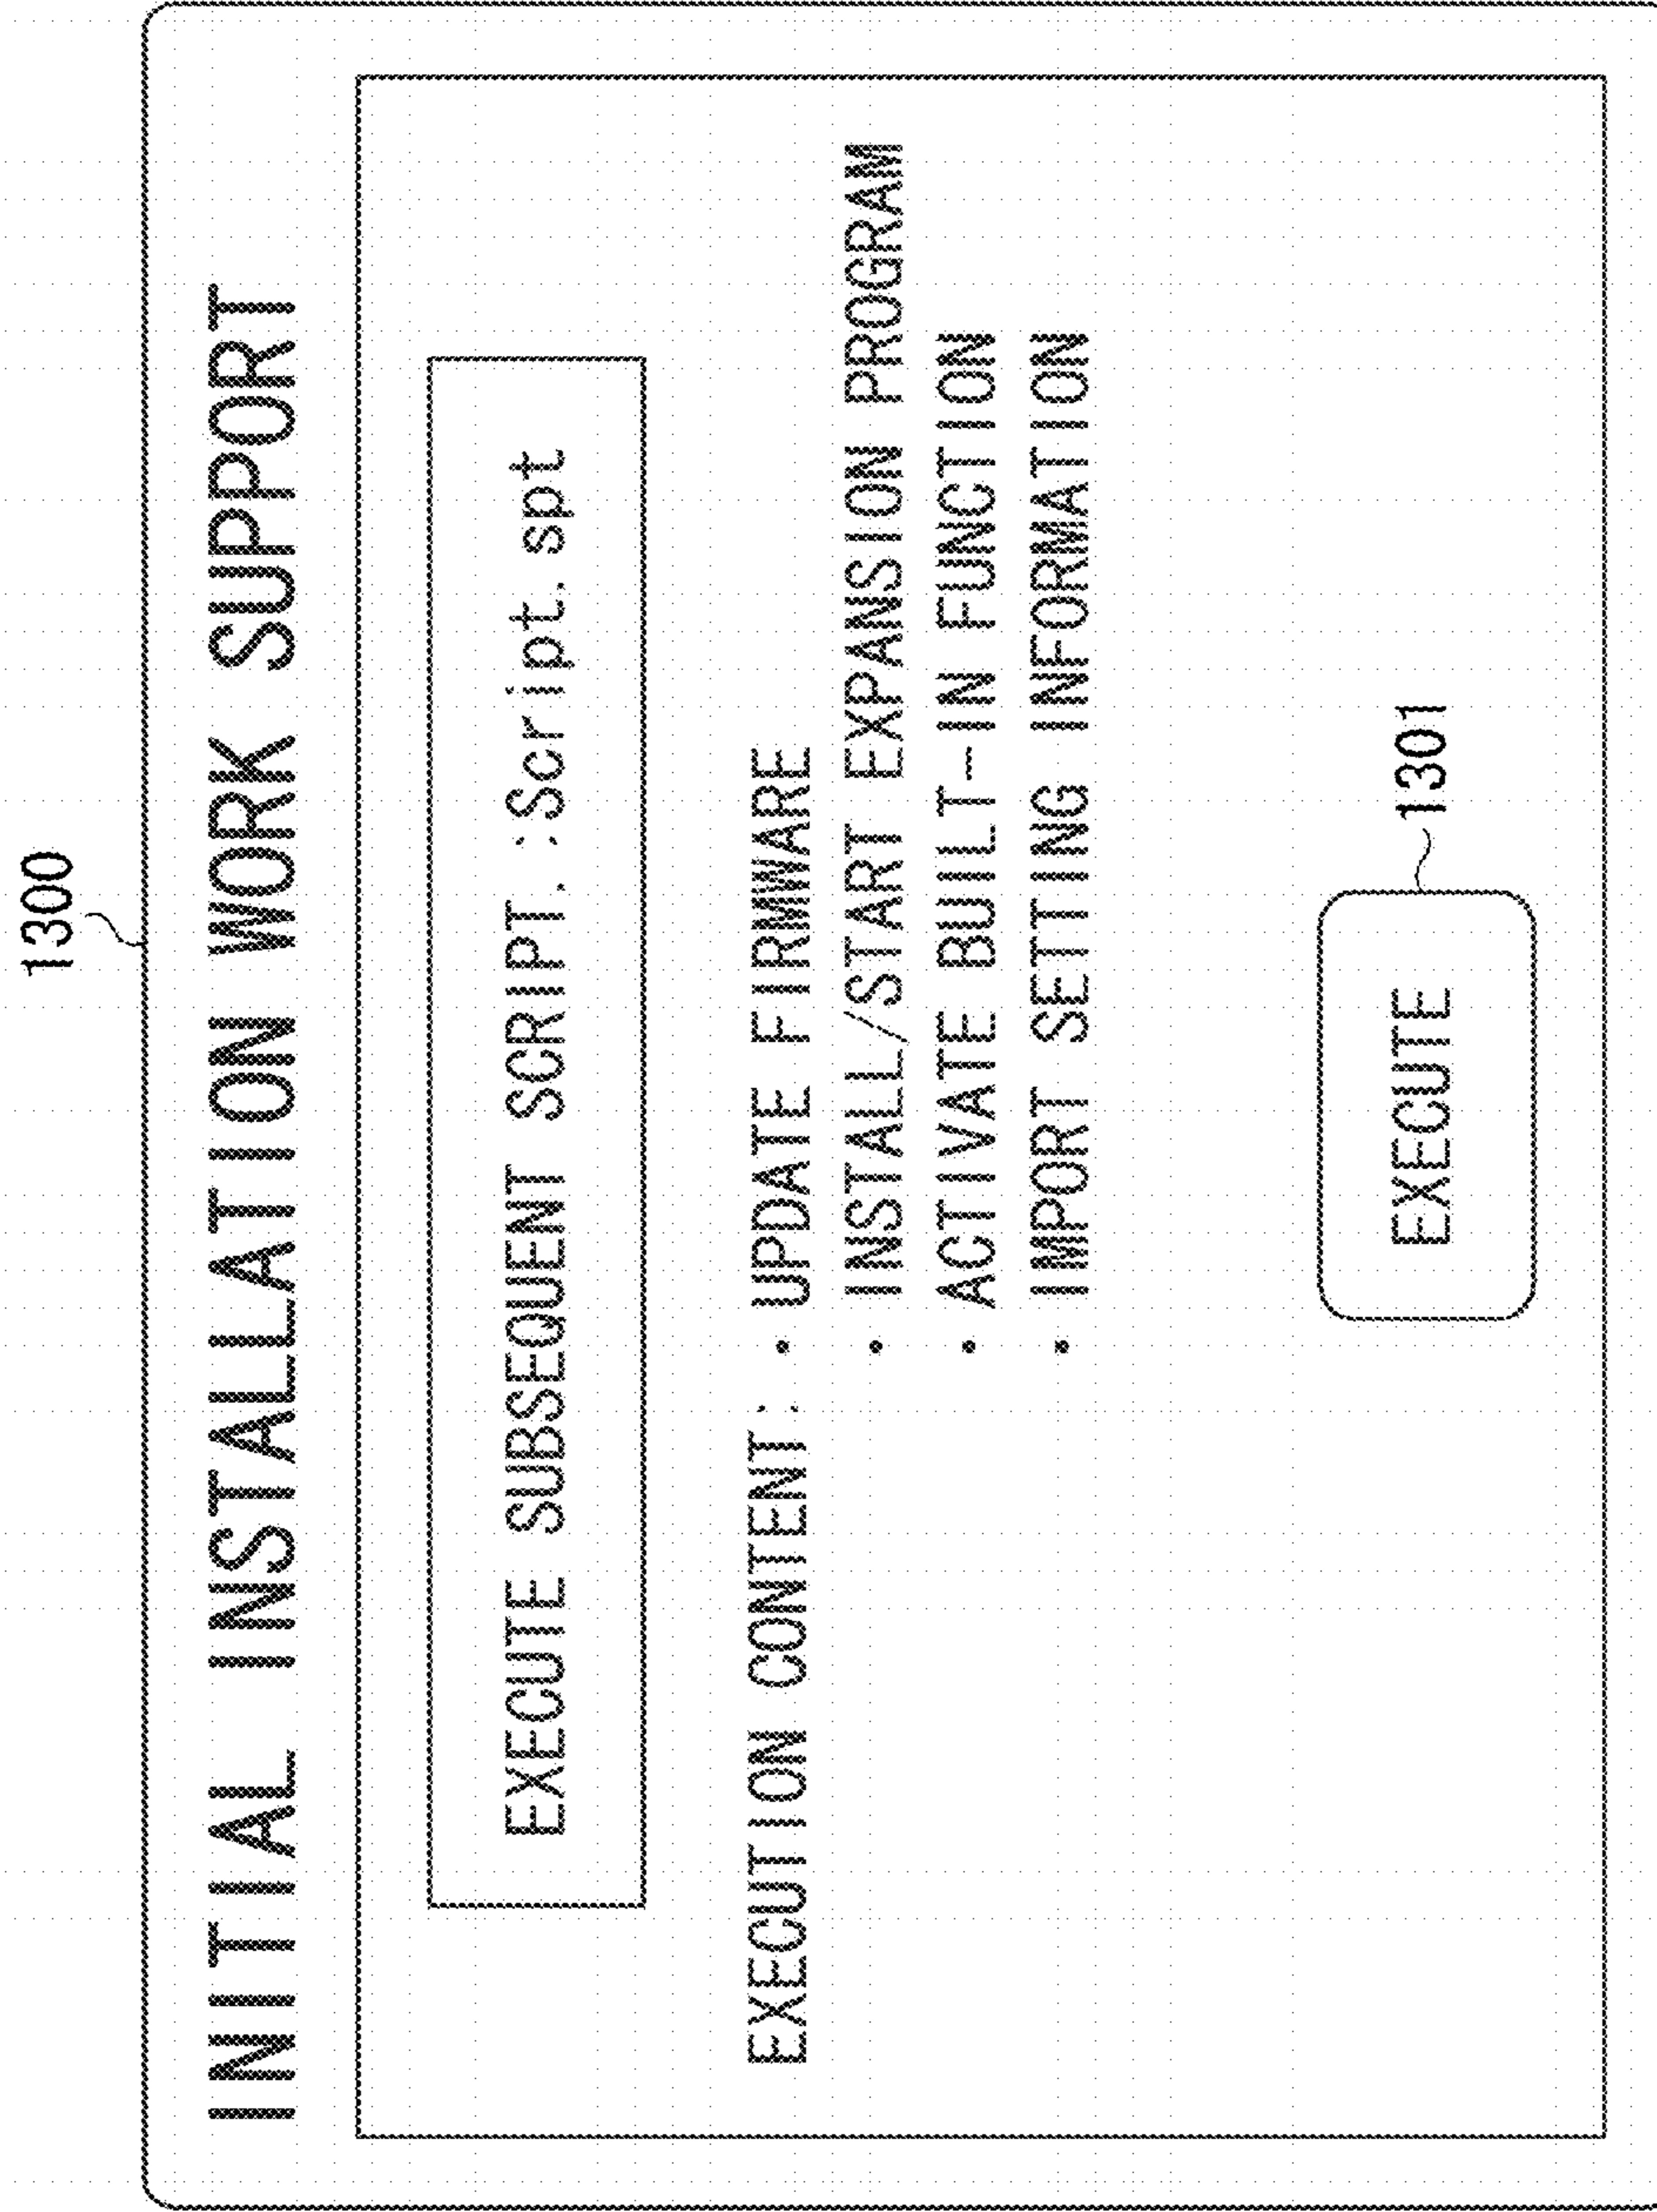 1300
INITIAL INSTALLATION WORK SUPPORT
EXECUTE SUBSEQUENT SCRIPT. :Script.spt
EXECUTION CONTENT: • UPDATE FIRMWARE
• INSTALL/START EXPANSION PROGRAM
• ACTIVATE BUILT-IN FUNCTION
• IMPORT SETTING INFORMATION
1301
EXECUTE